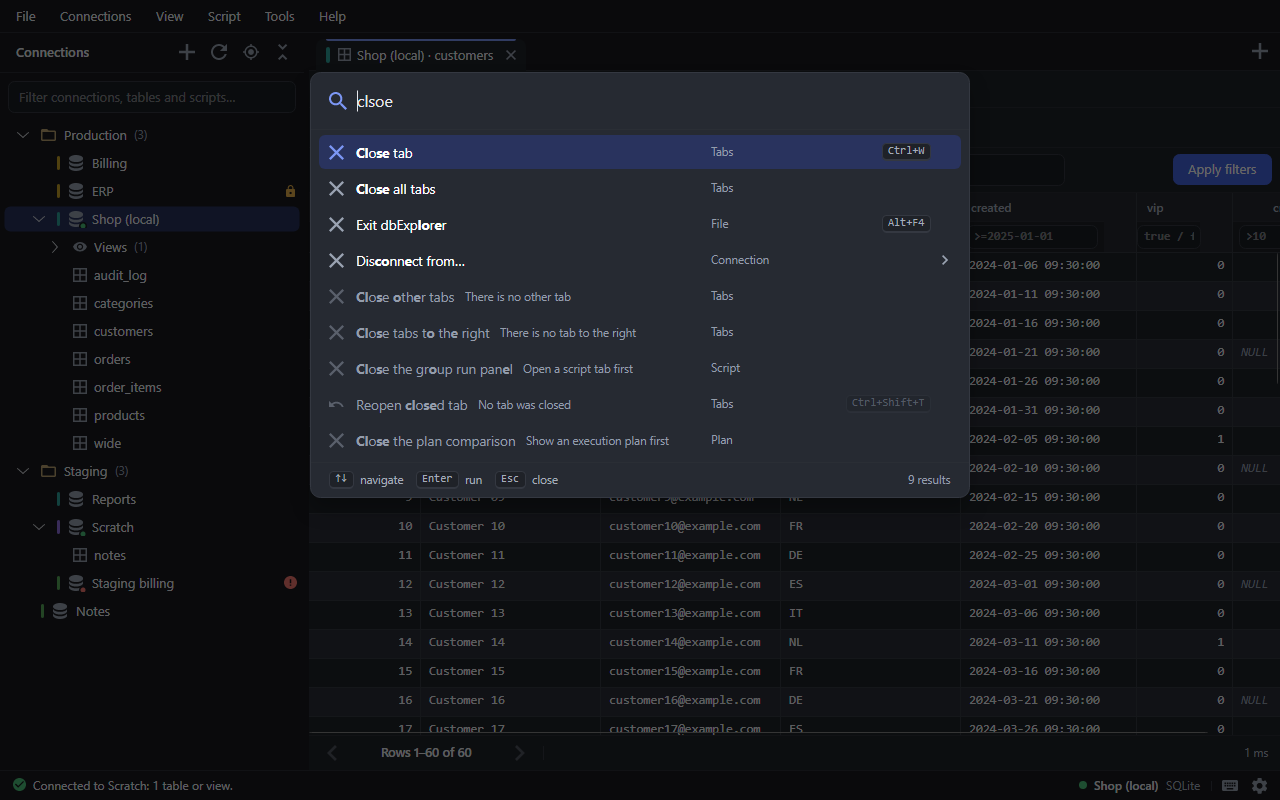 File Connections View Script Tools Help
Connections
Shop (local) · customers
Filter connections, tables and scripts...
Production (3)
Billing
ERP
Shop (local)
Views (1)
audit_log
categories
customers
orders
order_items
products
wide
Staging (3)
Reports
Scratch
notes
Staging billing
Notes
clsoe
Close tab Tabs Ctrl+W
Close all tabs Tabs
Exit dbExplorer File Alt+F4
Disconnect from... Connection
Close other tabs There is no other tab Tabs
Close tabs to the right There is no tab to the right Tabs
Close the group run panel Open a script tab first Script
Reopen closed tab No tab was closed Tabs Ctrl+Shift+T
Close the plan comparison Show an execution plan first Plan
↑↓ navigate Enter run Esc close 9 results
Apply filters
created vip
>=2025-01-01 true / f >10
2024-01-06 09:30:00 0
2024-01-11 09:30:00 0
2024-01-16 09:30:00 0
2024-01-21 09:30:00 0 NULL
2024-01-26 09:30:00 0
2024-01-31 09:30:00 0
2024-02-05 09:30:00 1
2024-02-10 09:30:00 0 NULL
2024-02-15 09:30:00 0
10 Customer 10 customer10@example.com FR 2024-02-20 09:30:00 0
11 Customer 11 customer11@example.com DE 2024-02-25 09:30:00 0
12 Customer 12 customer12@example.com ES 2024-03-01 09:30:00 0 NULL
13 Customer 13 customer13@example.com IT 2024-03-06 09:30:00 0
14 Customer 14 customer14@example.com NL 2024-03-11 09:30:00 1
15 Customer 15 customer15@example.com FR 2024-03-16 09:30:00 0
16 Customer 16 customer16@example.com DE 2024-03-21 09:30:00 0 NULL
17 Customer 17 customer17@example.com ES 2024-03-26 09:30:00 0
Rows 1–60 of 60 1 ms
Connected to Scratch: 1 table or view. Shop (local) SQLite